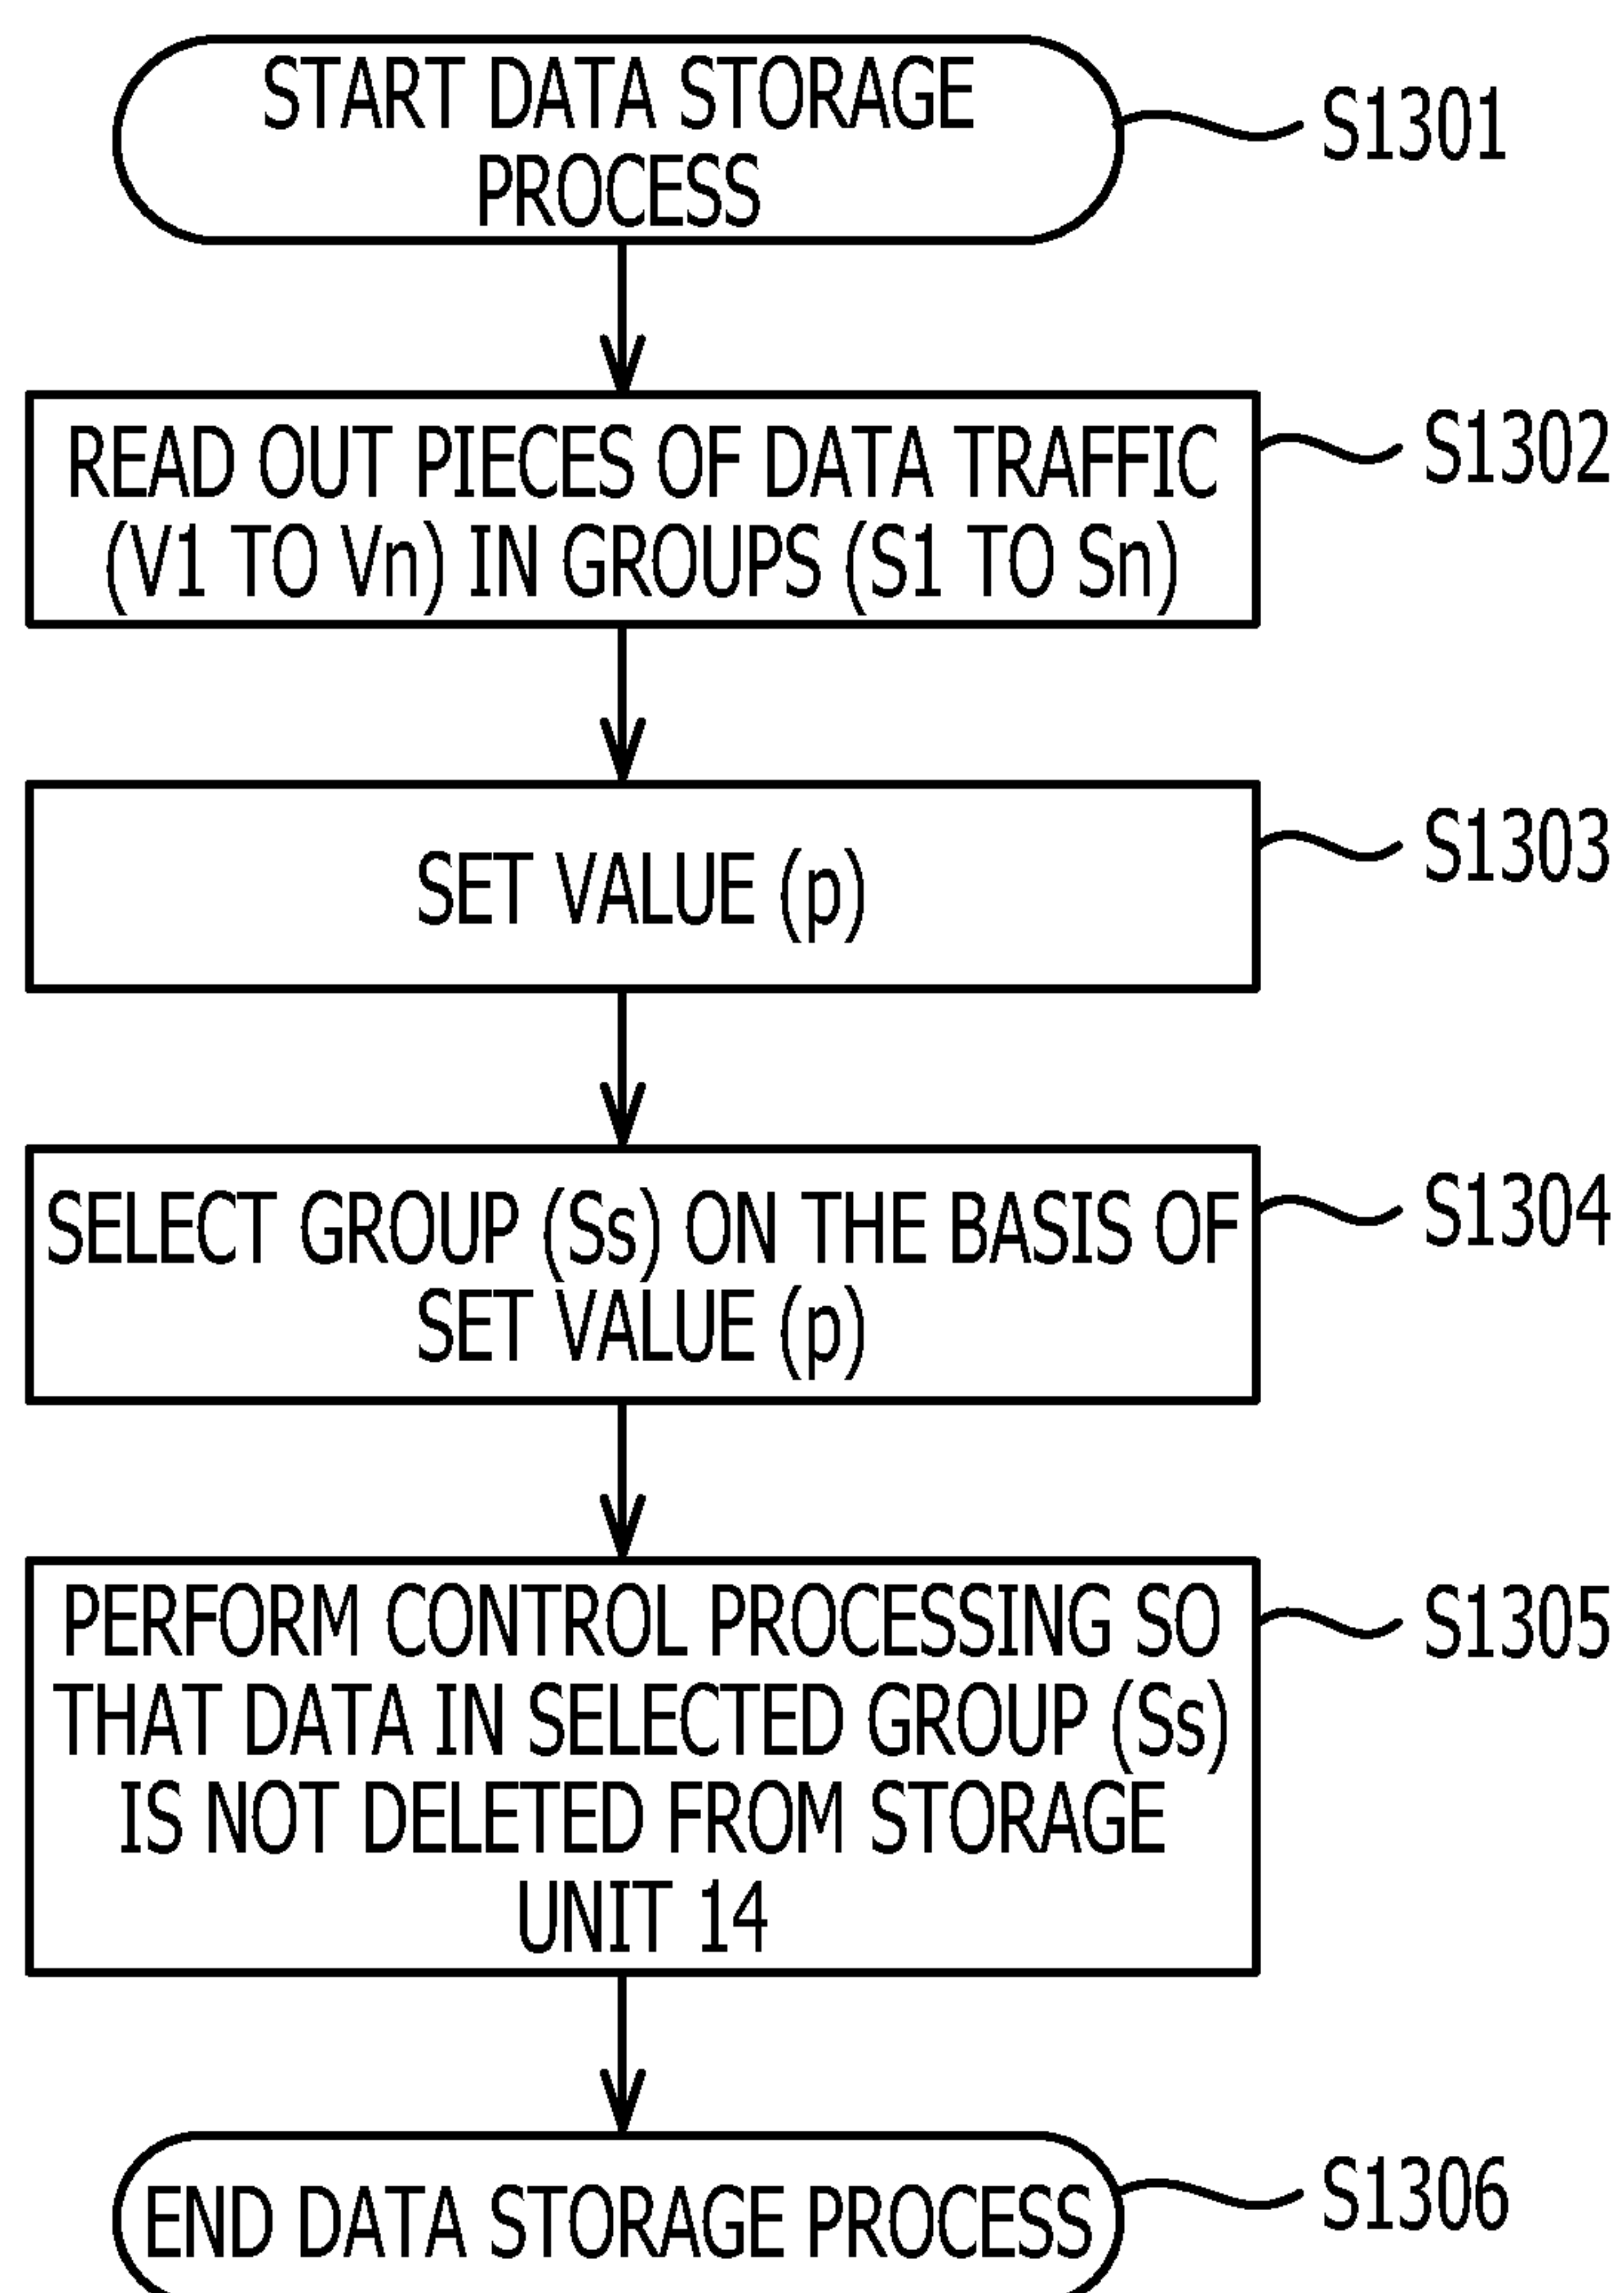 START DATA STORAGE
PROCESS
S1301
READ OUT PIECES OF DATA TRAFFIC
(V1 TO Vn) IN GROUPS (S1 TO Sn)
S1302
SET VALUE (p)
S1303
SELECT GROUP (Ss) ON THE BASIS OF
SET VALUE (p)
S1304
PERFORM CONTROL PROCESSING SO
THAT DATA IN SELECTED GROUP (Ss)
IS NOT DELETED FROM STORAGE
UNIT 14
S1305
END DATA STORAGE PROCESS
S1306